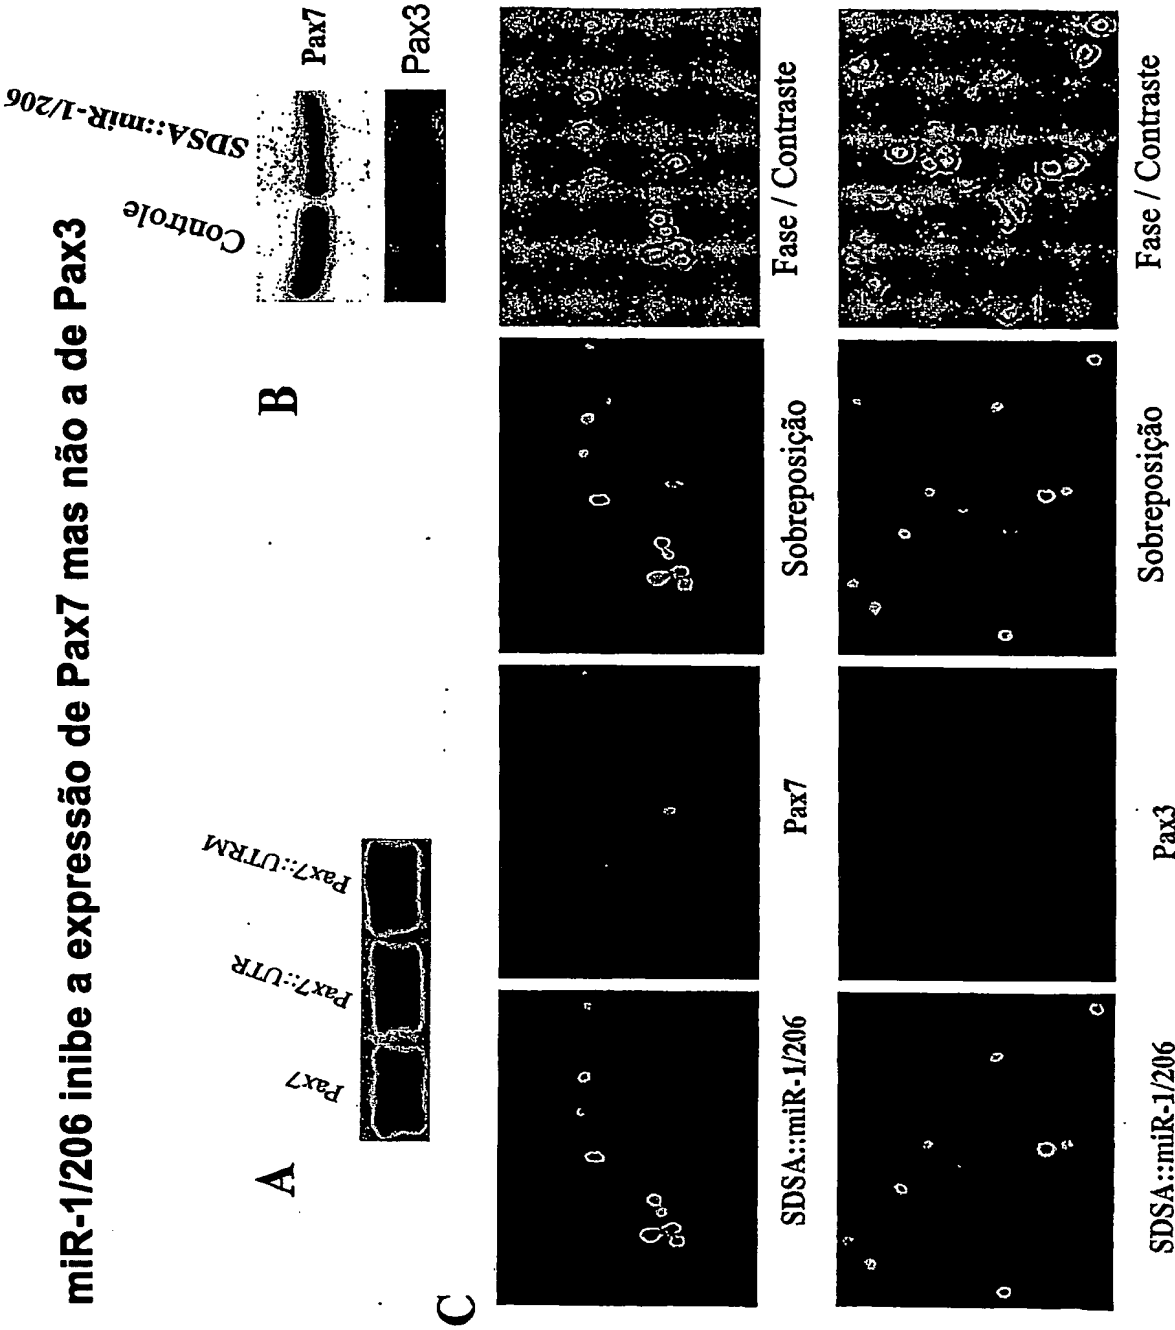 miR-1/206 inibe a expressão de Pax7 mas não a de Pax3
A
Pax7
Pax7::UTR
Pax7::UTRM
B
Controle
SDSA::miR-1/206
Pax7
Pax3
C
SDSA::miR-1/206
Pax7
Sobreposição
Fase / Contraste
SDSA::miR-1/206
Pax3
Sobreposição
Fase / Contraste